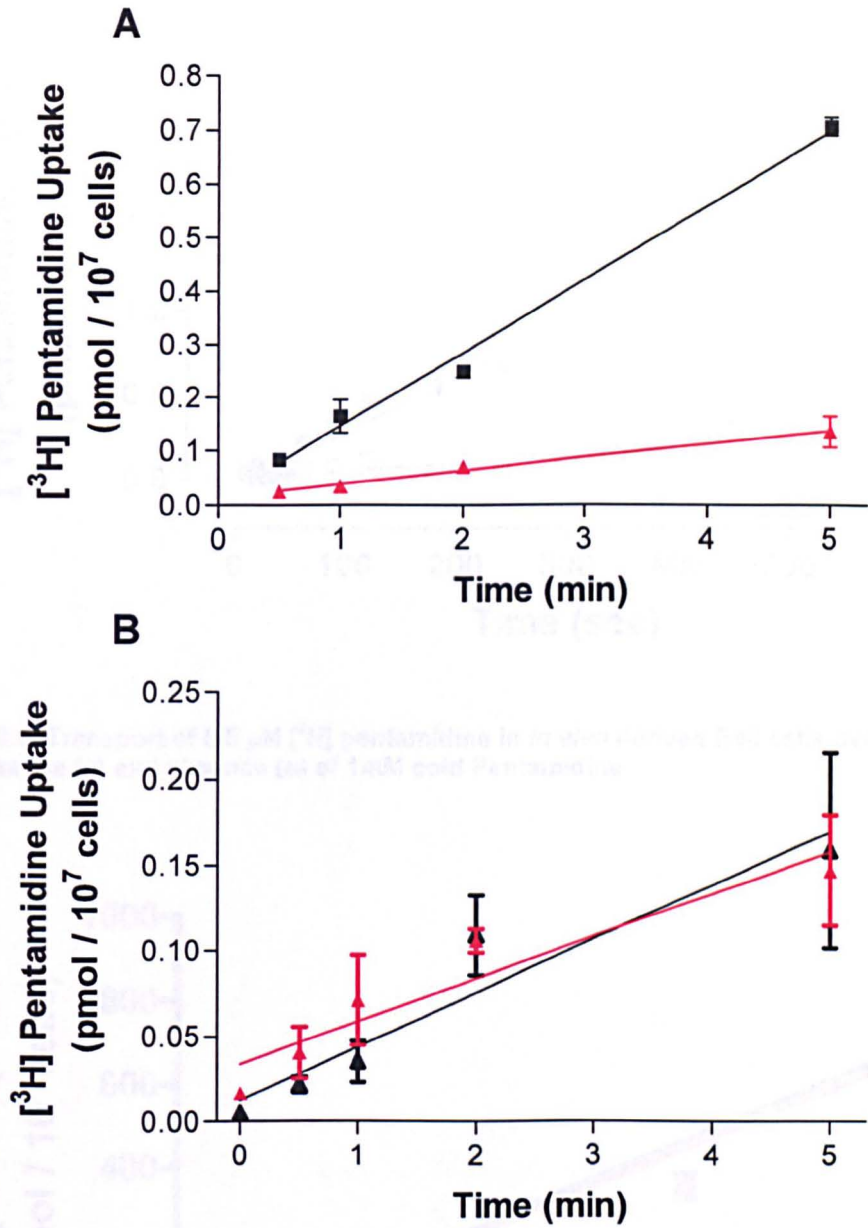 A
[³H] Pentamidine Uptake
(pmol / 10⁷ cells)
0.8
0.7
0.6
0.5
0.4
0.3
0.2
0.1
0.0
0 1 2 3 4 5
Time (min)
B
[³H] Pentamidine Uptake
(pmol / 10⁷ cells)
0.25
0.20
0.15
0.10
0.05
0.00
0 1 2 3 4 5
Time (min)